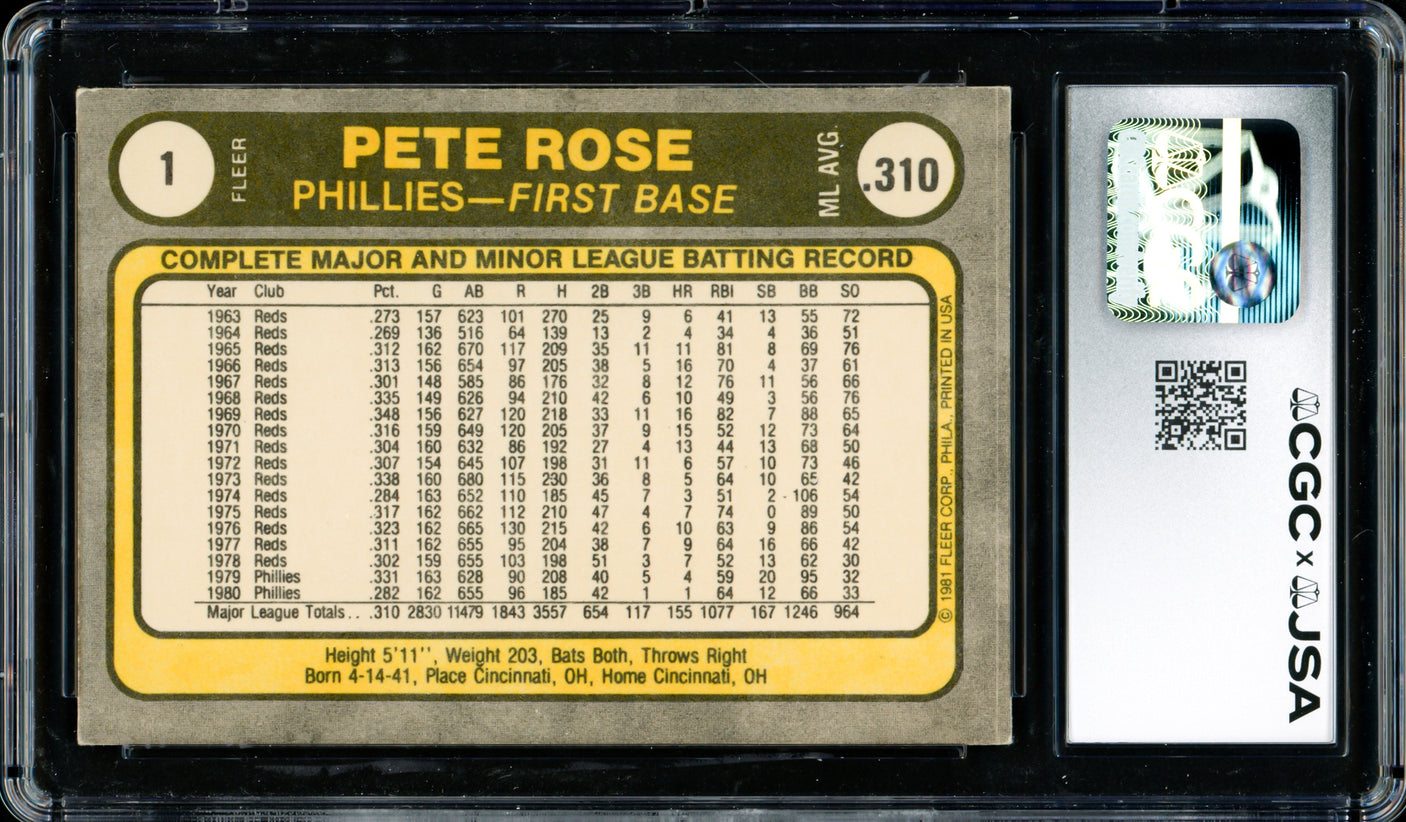 1
FLEER
PETE ROSE
PHILLIES—FIRST BASE
ML AVG.
.310
COMPLETE MAJOR AND MINOR LEAGUE BATTING RECORD
Year Club Pct. G AB R H 2B 3B HR RBI SB BB SO
1963 Reds .273 157 623 101 270 25 9 6 41 13 55 72
1964 Reds .269 136 516 64 139 13 2 4 34 4 36 51
1965 Reds .312 162 670 117 209 35 11 11 81 8 69 76
1966 Reds .313 156 654 97 205 38 5 16 70 4 37 61
1967 Reds .301 148 585 86 176 32 8 12 76 11 56 66
1968 Reds .335 149 626 94 210 42 6 10 49 3 56 76
1969 Reds .348 156 627 120 218 33 11 16 82 7 88 65
1970 Reds .316 159 649 120 205 37 9 15 52 12 73 64
1971 Reds .304 160 632 86 192 27 4 13 44 13 68 50
1972 Reds .307 154 645 107 198 31 11 6 57 10 73 46
1973 Reds .338 160 680 115 230 36 8 5 64 10 65 42
1974 Reds .284 163 652 110 185 45 7 3 51 2 106 54
1975 Reds .317 162 662 112 210 47 4 7 74 0 89 50
1976 Reds .323 162 665 130 215 42 6 10 63 9 86 54
1977 Reds .311 162 655 95 204 38 7 9 64 16 66 42
1978 Reds .302 159 655 103 198 51 3 7 52 13 62 30
1979 Phillies .331 163 628 90 208 40 5 4 59 20 95 32
1980 Phillies .282 162 655 96 185 42 1 1 64 12 66 33
Major League Totals . . .310 2830 11479 1843 3557 654 117 155 1077 167 1246 964
Height 5'11'', Weight 203, Bats Both, Throws Right
Born 4-14-41, Place Cincinnati, OH, Home Cincinnati, OH
© 1981 FLEER CORP., PHILA., PRINTED IN USA
CGC x JSA